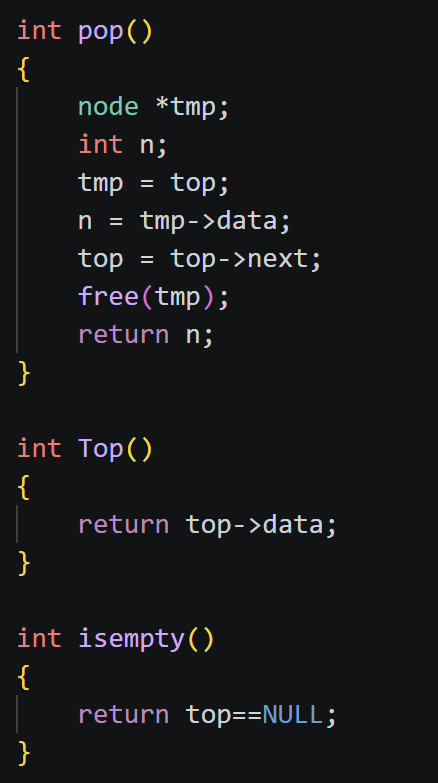 int pop()
{
    node *tmp;
    int n;
    tmp = top;
    n = tmp->data;
    top = top->next;
    free(tmp);
    return n;
}

int Top()
{
    return top->data;
}

int isempty()
{
    return top==NULL;
}